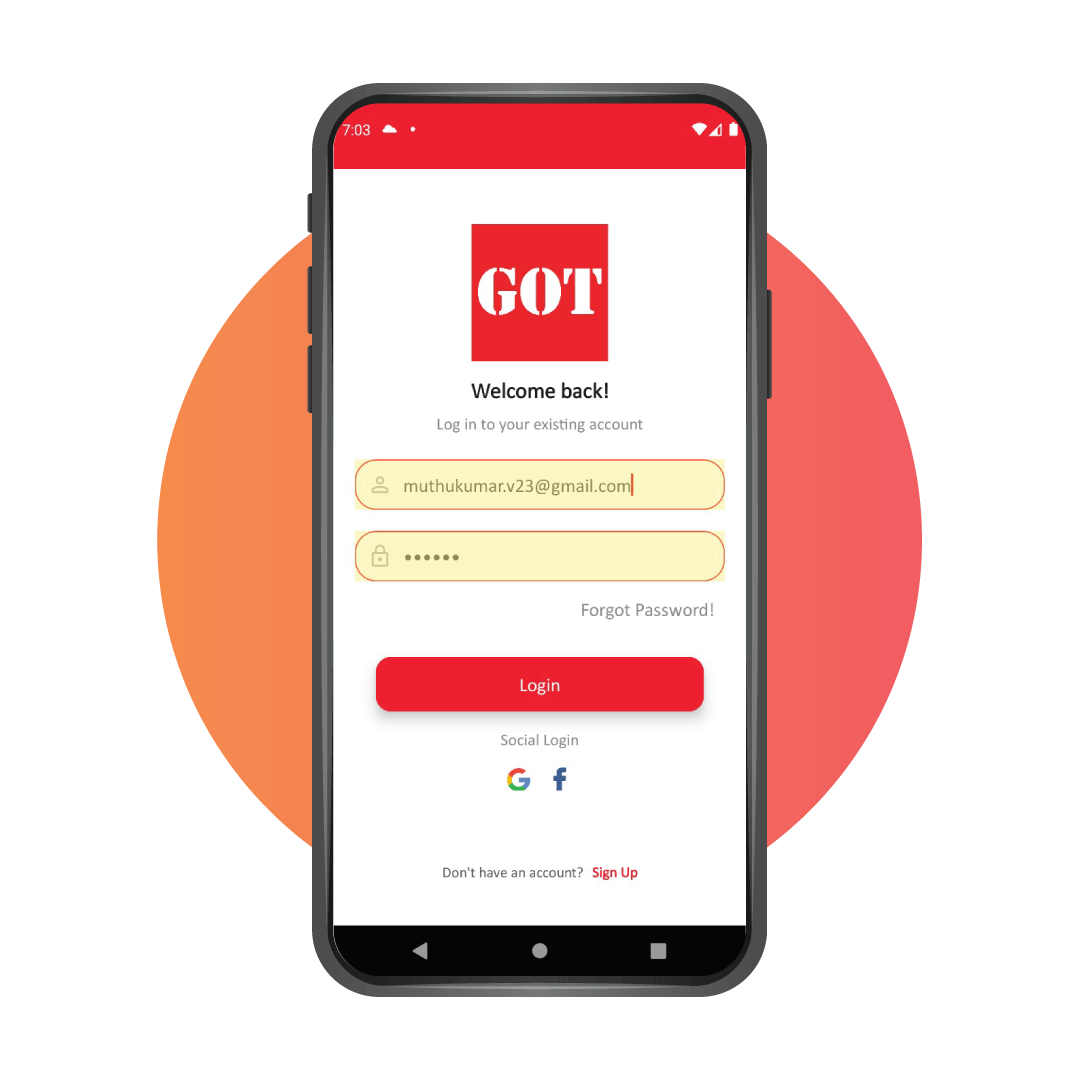 7:03
GOT
Welcome back!
Log in to your existing account
muthukumar.v23@gmail.com
••••••
Forgot Password!
Login
Social Login
G f
Don't have an account? Sign Up